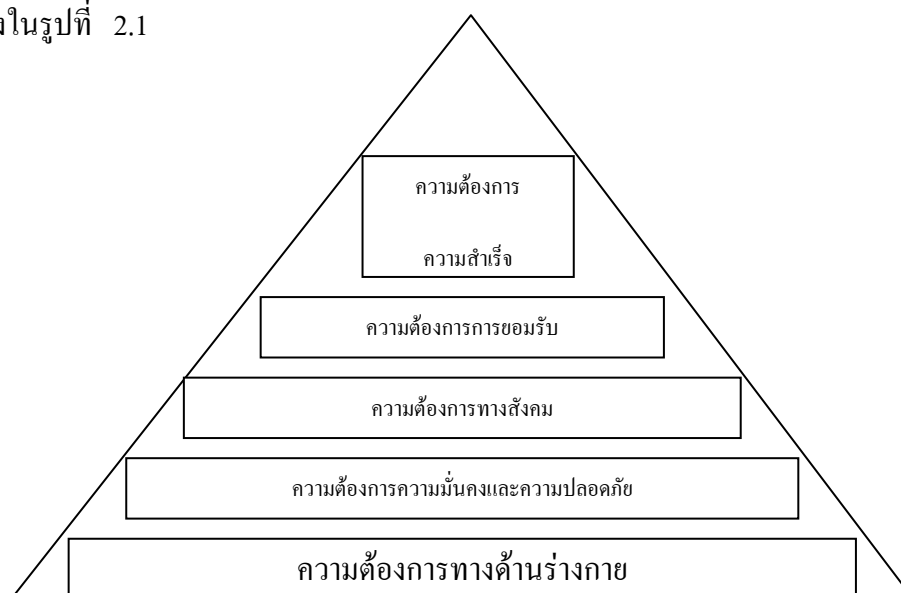 ในรูปที่ 2.1
ความต้องการ
ความสำเร็จ
ความต้องการการยอมรับ
ความต้องการทางสังคม
ความต้องการความมั่นคงและความปลอดภัย
ความต้องการทางด้านร่างกาย